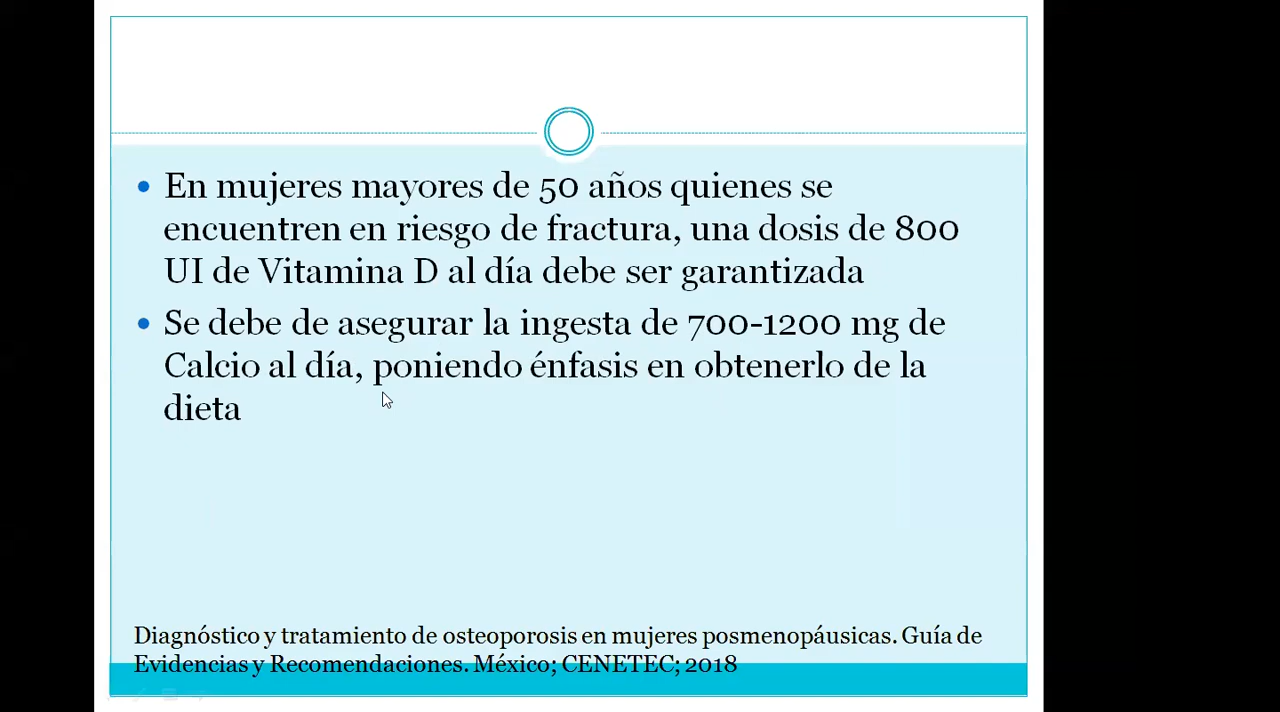 En mujeres mayores de 50 años quienes se
encuentren en riesgo de fractura, una dosis de 800
UI de Vitamina D al día debe ser garantizada
Se debe de asegurar la ingesta de 700-1200 mg de
Calcio al día, poniendo énfasis en obtenerlo de la
dieta
Diagnóstico y tratamiento de osteoporosis en mujeres posmenopáusicas. Guía de
Evidencias y Recomendaciones. México; CENETEC; 2018